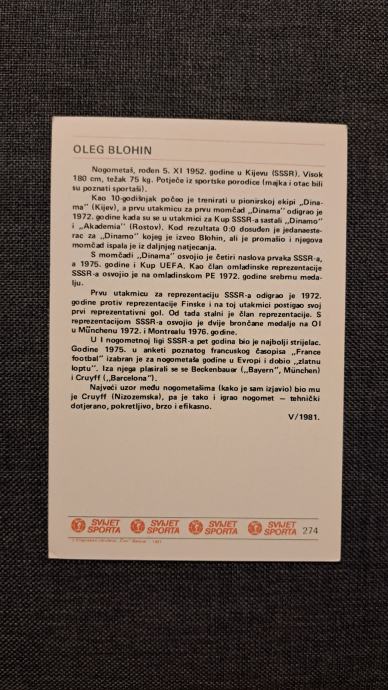 OLEG BLOHIN
Nogometaš, rođen 5. XI 1952. godine u Kijevu (SSSR). Visok
180 cm, težak 75 kg. Potječe iz sportske porodice (majka i otac bili
su poznati sportaši).
Kao 10-godišnjak počeo je trenirati u pionirskoj ekipi „Dina-
ma” (Kijev), a prvu utakmicu za prvu momčad „Dinama” odigrao je
1972. godine kada su se u utakmici za Kup SSSR-a sastali „Dinamo”
i „Akademia” (Rostov). Kod rezultata 0:0 dosuđen je jedanaeste-
rac za „Dinamo” kojeg je izveo Blohin, ali je promašio i njegova
momčad ispala je iz daljnjeg natjecanja.
S momčadi „Dinama” osvojio je četiri naslova prvaka SSSR-a,
a 1975. godine i Kup UEFA. Kao član omladinske reprezentacije
SSSR-a osvojio je na omladinskom PE 1972. godine srebrnu meda-
lju.
Prvu utakmicu za reprezentaciju SSSR-a odigrao je 1972.
godine protiv reprezentacije Finske i na toj utakmici postigao svoj
prvi reprezentativni gol. Od tada stalni je član reprezentacije. S
reprezentacijom SSSR-a osvojio je dvije brončane medalje na OI
u Münchenu 1972. i Montrealu 1976. godine.
U I nogometnoj ligi SSSR-a pet godina bio je najbolji strijelac.
Godine 1975. u anketi poznatog francuskog časopisa „France
footbal” izabran je za nogometaša godine u Evropi i dobio „zlatnu
loptu”. Iza njega plasirali se se Beckenbauer („Bayern”, München)
i Cruyff („Barcelona”).
Najveći uzor među nogometašima (kako je sam izjavio) bio mu
je Cruyff (Nizozemska), pa je tako i igrao nogomet — tehnički
dotjerano, pokretljivo, brzo i efikasno.
V/1981.
SVIJET SPORTA SVIJET SPORTA SVIJET SPORTA SVIJET SPORTA 274